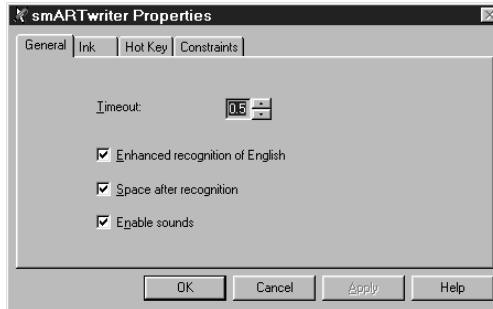 smARTwriter Properties
General Ink Hot Key Constraints
Timeout: 0.5
Enhanced recognition of English
Space after recognition
Enable sounds
OK Cancel Apply Help